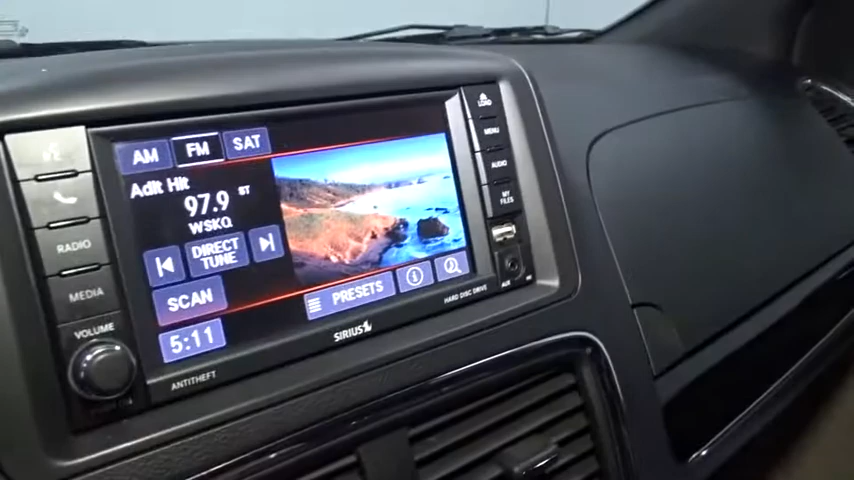 AM FM SAT
Adlt Hit
97.9 ST
WSKQ
DIRECT
TUNE
SCAN
5:11
PRESETS
i
RADIO
MEDIA
VOLUME
ANTITHEFT
SIRIUS
HARD DISC DRIVE
LOAD
MENU
AUDIO
MY
FILES
AUX